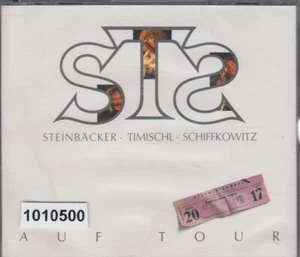 STS
STEINBÄCKER · TIMISCHL · SCHIFFKOWITZ
1010500
20
17
AUF TOUR